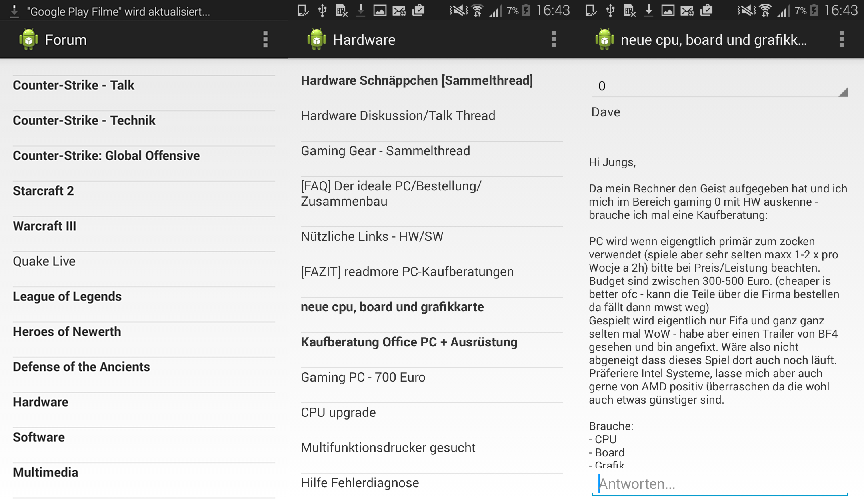 "Google Play Filme" wird aktualisiert...
Forum
Counter-Strike - Talk
Counter-Strike - Technik
Counter-Strike: Global Offensive
Starcraft 2
Warcraft III
Quake Live
League of Legends
Heroes of Newerth
Defense of the Ancients
Hardware
Software
Multimedia
7% 16:43
Hardware
Hardware Schnäppchen [Sammelthread]
Hardware Diskussion/Talk Thread
Gaming Gear - Sammelthread
[FAQ] Der ideale PC/Bestellung/
Zusammenbau
Nützliche Links - HW/SW
[FAZIT] readmore PC-Kaufberatungen
neue cpu, board und grafikkarte
Kaufberatung Office PC + Ausrüstung
Gaming PC - 700 Euro
CPU upgrade
Multifunktionsdrucker gesucht
Hilfe Fehlerdiagnose
7% 16:43
neue cpu, board und grafikk...
0
Dave
Hi Jungs,
Da mein Rechner den Geist aufgegeben hat und ich
mich im Bereich gaming 0 mit HW auskenne -
brauche ich mal eine Kaufberatung:
PC wird wenn eigengtlich primär zum zocken
verwendet (spiele aber sehr selten maxx 1-2 x pro
Wocje a 2h) bitte bei Preis/Leistung beachten.
Budget sind zwischen 300-500 Euro. (cheaper is
better ofc - kann die Teile über die Firma bestellen
da fällt dann mwst weg)
Gespielt wird eigentlich nur Fifa und ganz ganz
selten mal WoW - habe aber einen Trailer von BF4
gesehen und bin angefixt. Wäre also nicht
abgeneigt dass dieses Spiel dort auch noch läuft.
Präferiere Intel Systeme, lasse mich aber auch
gerne von AMD positiv überraschen da die wohl
auch etwas günstiger sind.
Brauche:
- CPU
- Board
- Grafik
Antworten...